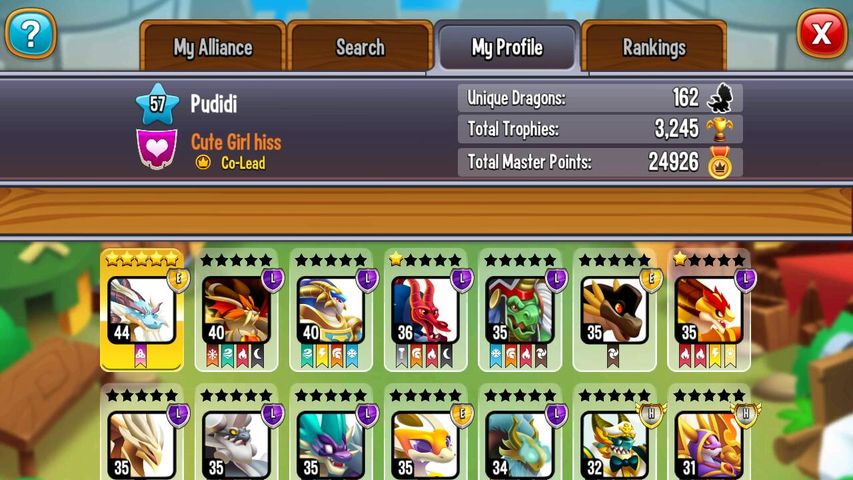 ?
My Alliance
Search
My Profile
Rankings
X
57
Pudidi
Cute Girl hiss
Co-Lead
Unique Dragons: 162
Total Trophies: 3,245
Total Master Points: 24926
E L L L L E L
44 40 40 36 35 35 35
L L L E L H H
35 35 35 35 34 32 31